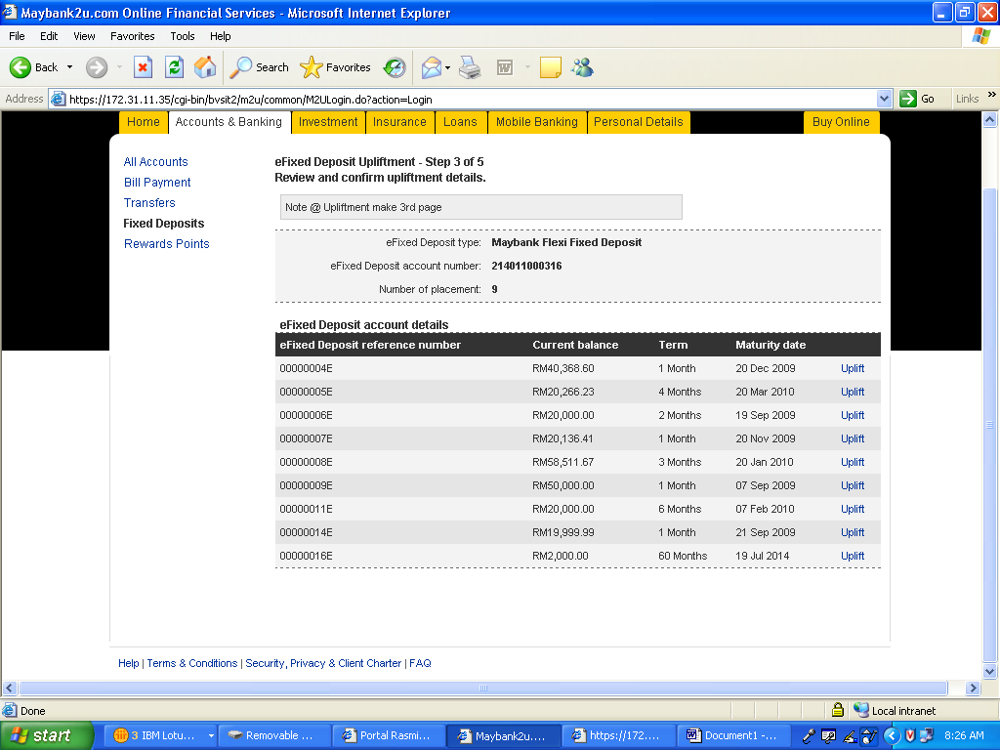 Maybank2u.com Online Financial Services - Microsoft Internet Explorer
File Edit View Favorites Tools Help
Back Search Favorites
Address https://172.31.11.35/cgi-bin/bvsit2/m2u/common/M2ULogin.do?action=Login Go Links »
Home Accounts & Banking Investment Insurance Loans Mobile Banking Personal Details Buy Online
All Accounts
Bill Payment
Transfers
Fixed Deposits
Rewards Points
eFixed Deposit Upliftment - Step 3 of 5
Review and confirm upliftment details.
Note @ Upliftment make 3rd page
eFixed Deposit type: Maybank Flexi Fixed Deposit
eFixed Deposit account number: 214011000316
Number of placement: 9
eFixed Deposit account details
eFixed Deposit reference number Current balance Term Maturity date
00000004E RM40,368.60 1 Month 20 Dec 2009 Uplift
00000005E RM20,266.23 4 Months 20 Mar 2010 Uplift
00000006E RM20,000.00 2 Months 19 Sep 2009 Uplift
00000007E RM20,136.41 1 Month 20 Nov 2009 Uplift
00000008E RM58,511.67 3 Months 20 Jan 2010 Uplift
00000009E RM50,000.00 1 Month 07 Sep 2009 Uplift
00000011E RM20,000.00 6 Months 07 Feb 2010 Uplift
00000014E RM19,999.99 1 Month 21 Sep 2009 Uplift
00000016E RM2,000.00 60 Months 19 Jul 2014 Uplift
Help | Terms & Conditions | Security, Privacy & Client Charter | FAQ
Done Local intranet
start 3 IBM Lotu... Removable ... Portal Rasmi... Maybank2u.... https://172.... Document1 - ... 8:26 AM